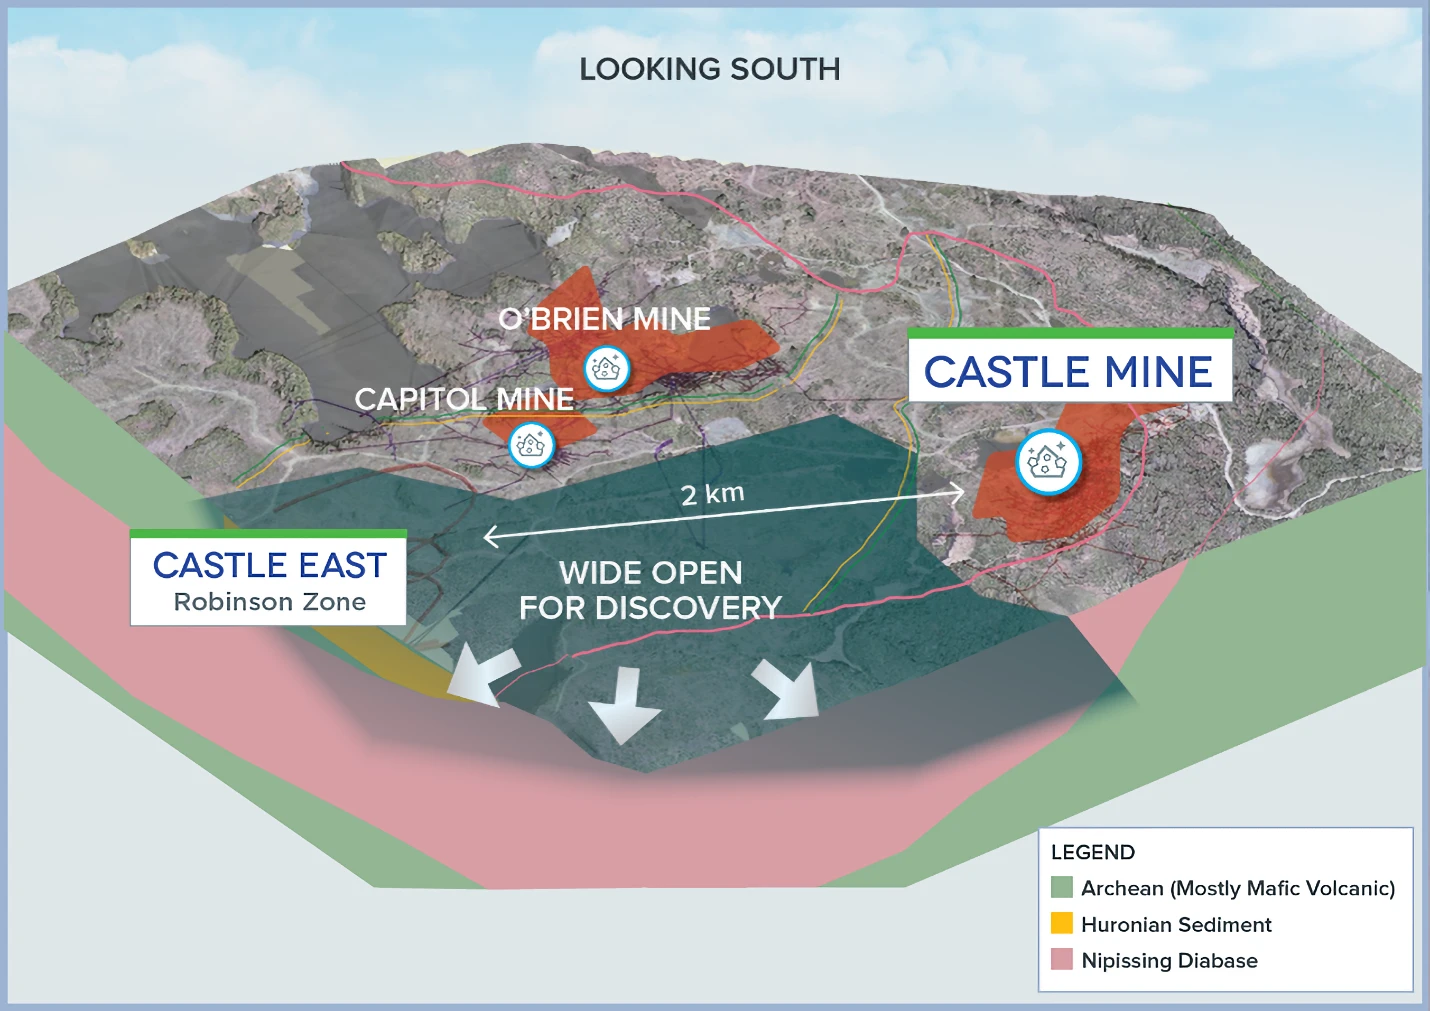 LOOKING SOUTH
O'BRIEN MINE
CASTLE MINE
CAPITOL MINE
2 km
CASTLE EAST
Robinson Zone
WIDE OPEN
FOR DISCOVERY
LEGEND
Archean (Mostly Mafic Volcanic)
Huronian Sediment
Nipissing Diabase